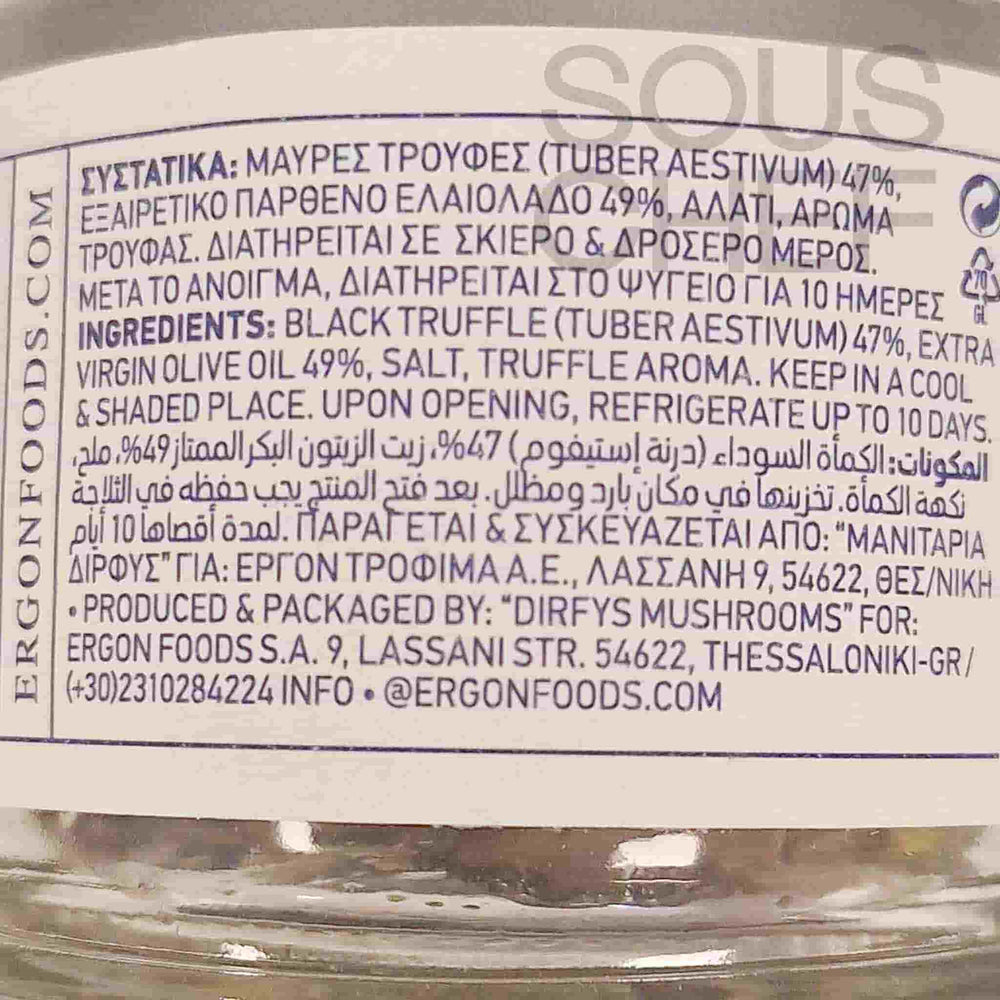 SOUS
CHEF
ERGONFOODS.COM
ΣΥΣΤΑΤΙΚΑ: ΜΑΥΡΕΣ ΤΡΟΥΦΕΣ (TUBER AESTIVUM) 47%,
ΕΞΑΙΡΕΤΙΚΟ ΠΑΡΘΕΝΟ ΕΛΑΙΟΛΑΔΟ 49%, ΑΛΑΤΙ, ΑΡΩΜΑ
ΤΡΟΥΦΑΣ. ΔΙΑΤΗΡΕΙΤΑΙ ΣΕ ΣΚΙΕΡΟ & ΔΡΟΣΕΡΟ ΜΕΡΟΣ.
ΜΕΤΑ ΤΟ ΑΝΟΙΓΜΑ, ΔΙΑΤΗΡΕΙΤΑΙ ΣΤΟ ΨΥΓΕΙΟ ΓΙΑ 10 ΗΜΕΡΕΣ
INGREDIENTS: BLACK TRUFFLE (TUBER AESTIVUM) 47%, EXTRA
VIRGIN OLIVE OIL 49%, SALT, TRUFFLE AROMA. KEEP IN A COOL
& SHADED PLACE. UPON OPENING, REFRIGERATE UP TO 10 DAYS.
المكونات: الكمأة السوداء (درنة إستيفوم) 47%، زيت الزيتون البكر الممتاز 49%، ملح،
نكهة الكمأة. تخزينها في مكان بارد ومظلل. بعد فتح المنتج يجب حفظه في الثلاجة
لمدة أقصاها 10 أيام. ΠΑΡΑΓΕΤΑΙ & ΣΥΣΚΕΥΑΖΕΤΑΙ ΑΠΟ: "ΜΑΝΙΤΑΡΙΑ
ΔΙΡΦΥΣ" ΓΙΑ: ΕΡΓΟΝ ΤΡΟΦΙΜΑ Α.Ε., ΛΑΣΣΑΝΗ 9, 54622, ΘΕΣ/ΝΙΚΗ
• PRODUCED & PACKAGED BY: "DIRFYS MUSHROOMS" FOR:
ERGON FOODS S.A. 9, LASSANI STR. 54622, THESSALONIKI-GR/
(+30)2310284224 INFO • @ERGONFOODS.COM
70
GL